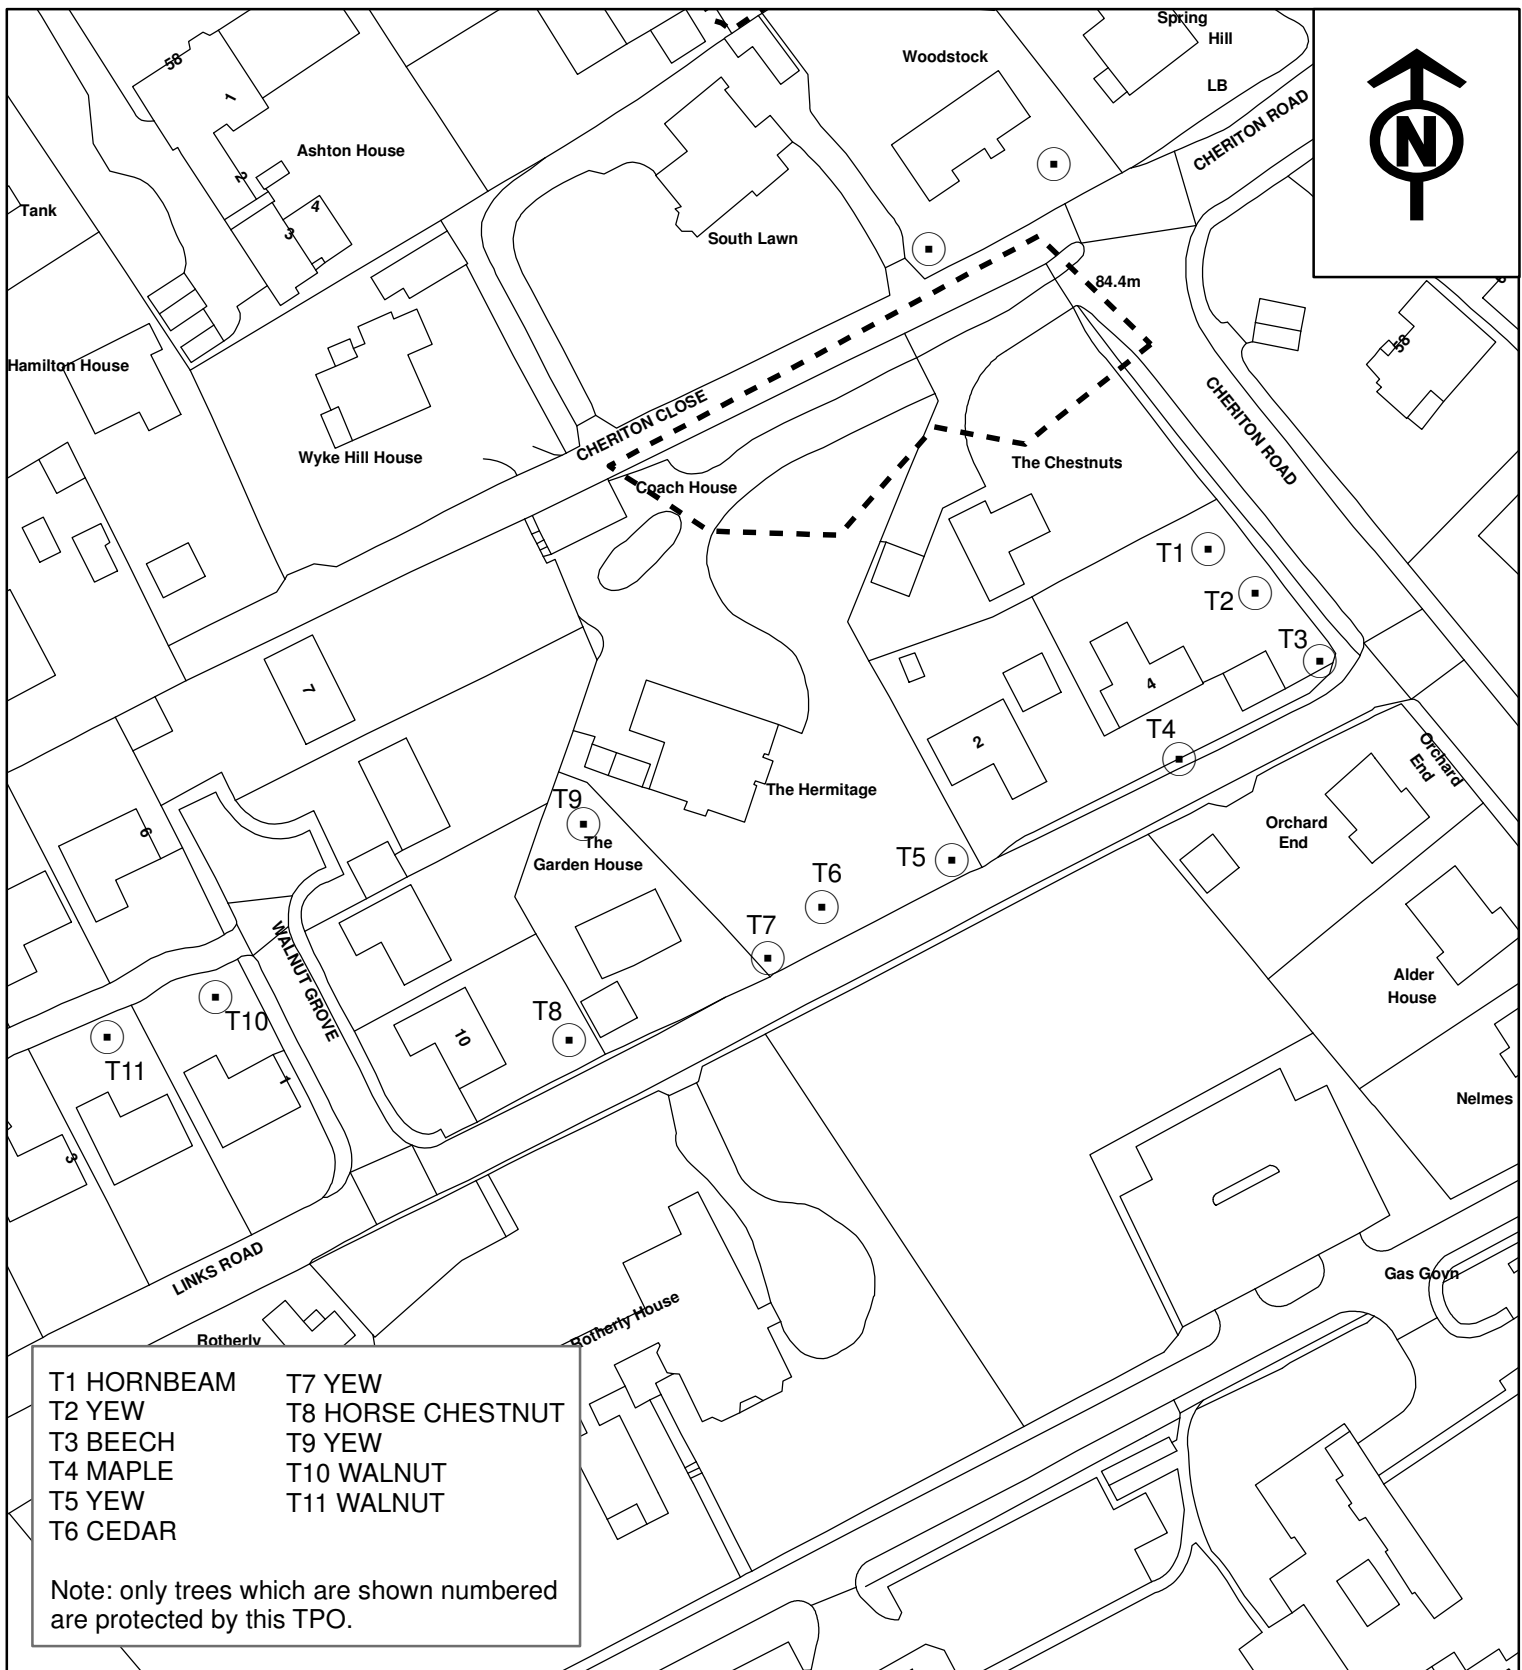 Spring
Hill
LB
Woodstock
CHERITON ROAD
N
58
1
Ashton House
2
4
3
Tank
South Lawn
84.4m
Hamilton House
58
CHERITON CLOSE
CHERITON ROAD
Wyke Hill House
The Chestnuts
Coach House
T1
T2
T3
7
4
2
T4
Orchard
End
The Hermitage
T9
The
Garden House
Orchard
End
6
T5
T6
T7
WALNUT GROVE
Alder
House
T10
T8
10
T11
1
Nelmes
3
LINKS ROAD
Gas Govn
Rotherly House
Rotherly
T1 HORNBEAM
T2 YEW
T3 BEECH
T4 MAPLE
T5 YEW
T6 CEDAR
T7 YEW
T8 HORSE CHESTNUT
T9 YEW
T10 WALNUT
T11 WALNUT
Note: only trees which are shown numbered
are protected by this TPO.